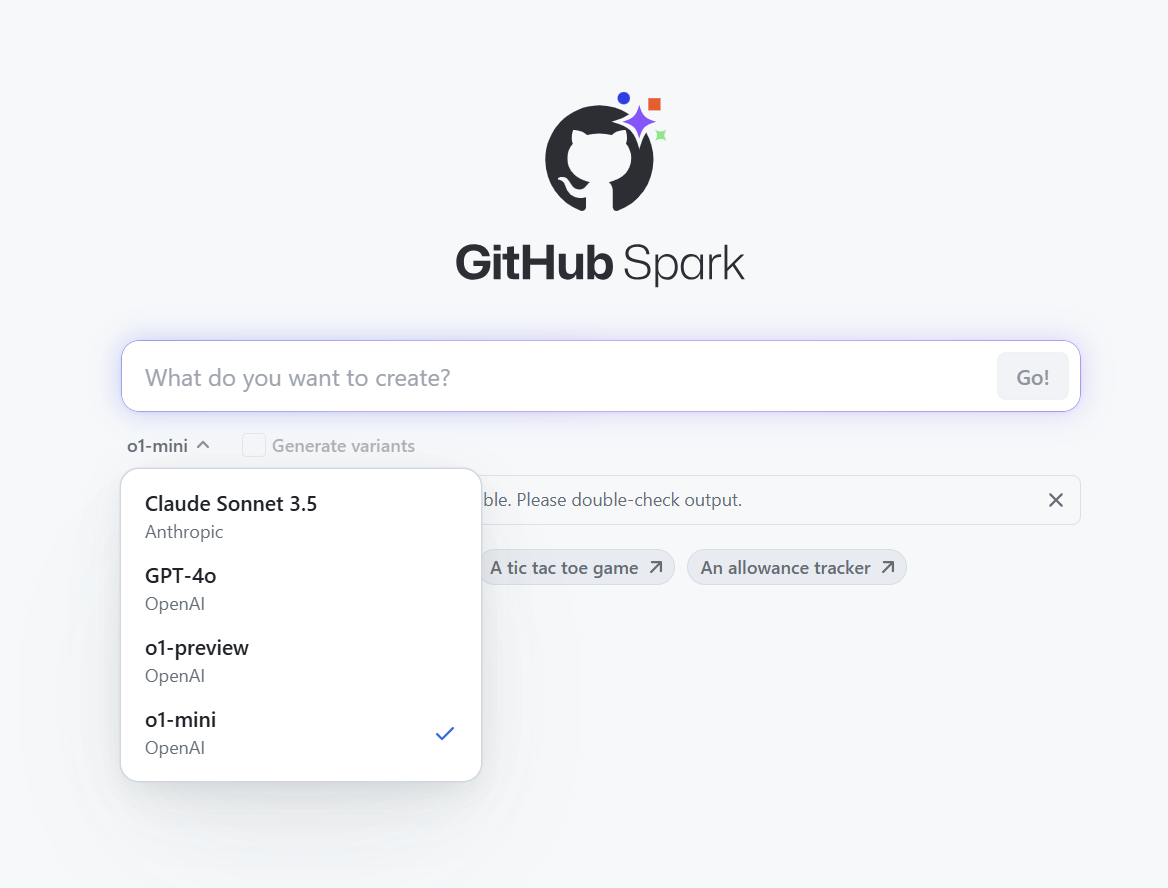 GitHub Spark
What do you want to create?
Go!
o1-mini
Generate variants
Please double-check output.
Claude Sonnet 3.5
Anthropic
GPT-4o
OpenAI
o1-preview
OpenAI
o1-mini
OpenAI
A tic tac toe game
An allowance tracker